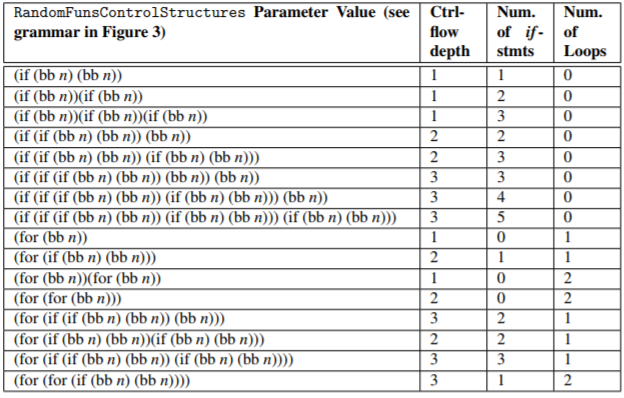 RandomFunsControlStructures Parameter Value (see grammar in Figure 3) Ctrl-flow depth Num. of if-stmts Num. of Loops
(if (bb n) (bb n)) 1 1 0
(if (bb n))(if (bb n)) 1 2 0
(if (bb n))(if (bb n))(if (bb n)) 1 3 0
(if (if (bb n) (bb n)) (bb n)) 2 2 0
(if (if (bb n) (bb n)) (if (bb n) (bb n))) 2 3 0
(if (if (if (bb n) (bb n)) (bb n)) (bb n)) 3 3 0
(if (if (if (bb n) (bb n)) (if (bb n) (bb n))) (bb n)) 3 4 0
(if (if (if (bb n) (bb n)) (if (bb n) (bb n))) (if (bb n) (bb n))) 3 5 0
(for (bb n)) 1 0 1
(for (if (bb n) (bb n))) 2 1 1
(for (bb n))(for (bb n)) 1 0 2
(for (for (bb n))) 2 0 2
(for (if (if (bb n) (bb n)) (bb n))) 3 2 1
(for (if (bb n) (bb n))(if (bb n) (bb n))) 2 2 1
(for (if (if (bb n) (bb n)) (if (bb n) (bb n)))) 3 3 1
(for (for (if (bb n) (bb n)))) 3 1 2